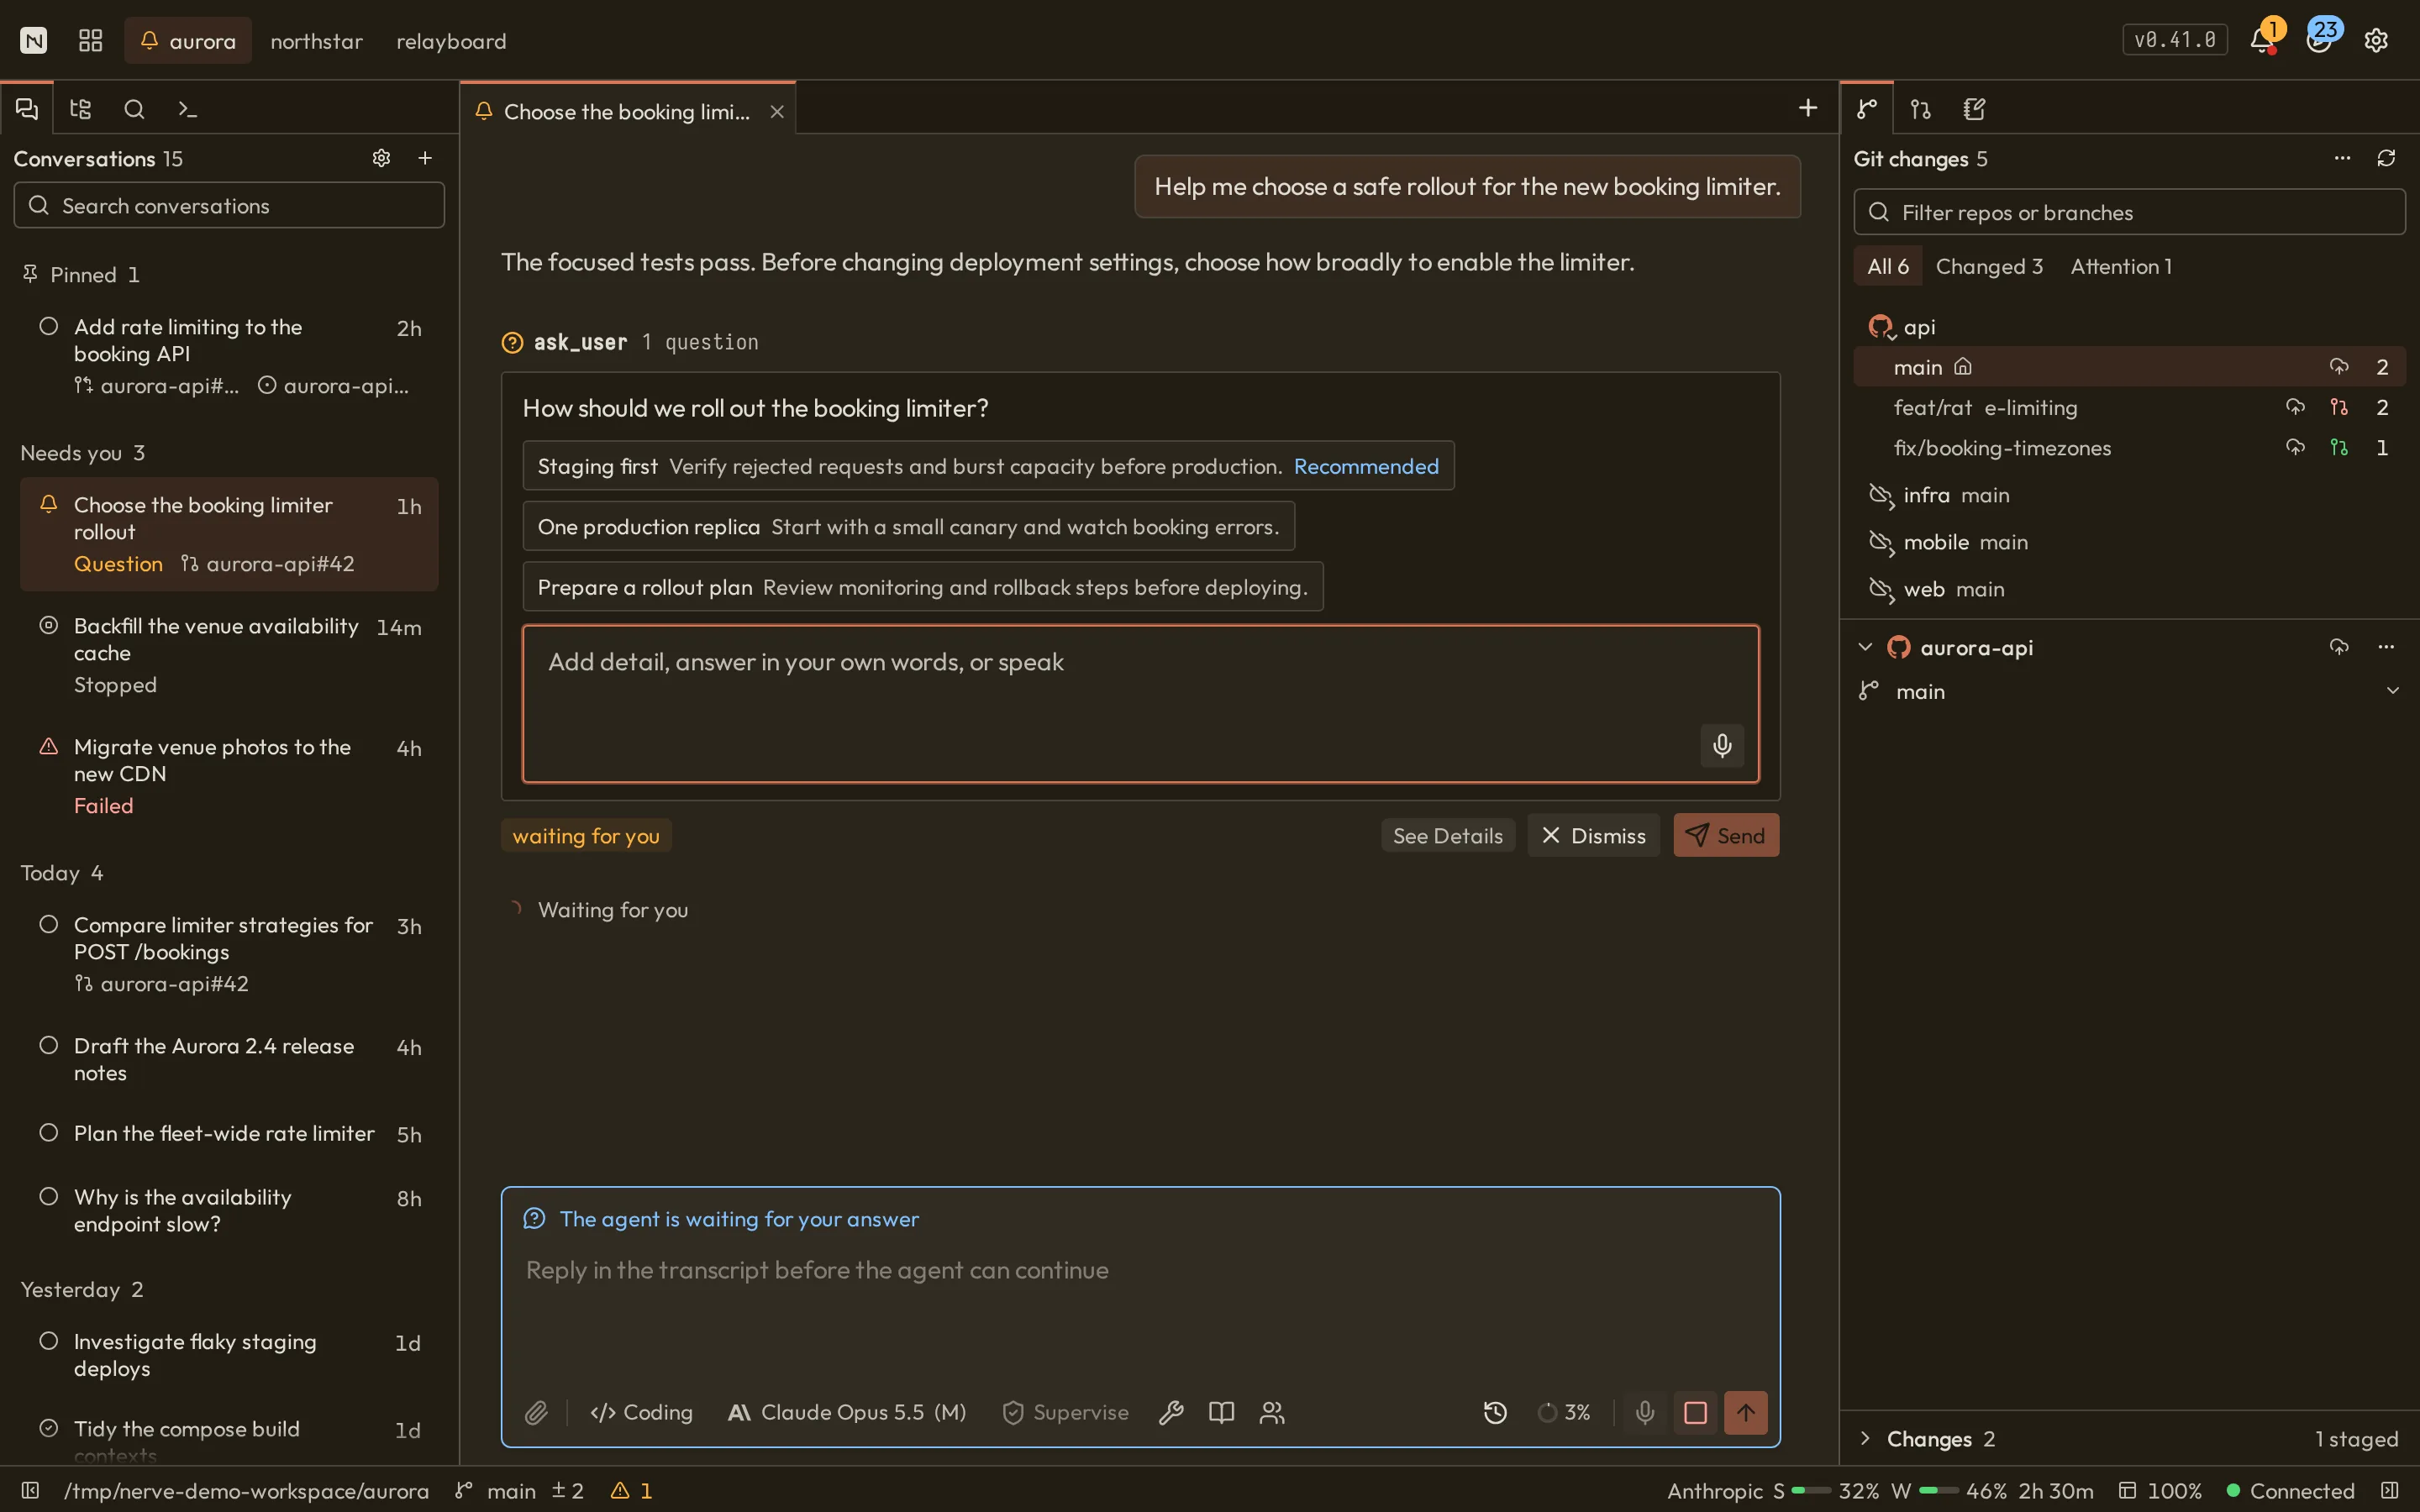 aurora
northstar
relayboard
v0.41.0
1
23
Conversations 15
Search conversations
Pinned 1
Add rate limiting to the
booking API
2h
aurora-api#...
aurora-api...
Needs you 3
Choose the booking limiter
rollout
1h
Question
aurora-api#42
Backfill the venue availability
cache
14m
Stopped
Migrate venue photos to the
new CDN
4h
Failed
Today 4
Compare limiter strategies for
POST /bookings
3h
aurora-api#42
Draft the Aurora 2.4 release
notes
4h
Plan the fleet-wide rate limiter
5h
Why is the availability
endpoint slow?
8h
Yesterday 2
Investigate flaky staging
deploys
1d
Tidy the compose build
contexts
1d
Choose the booking limi...
Help me choose a safe rollout for the new booking limiter.
The focused tests pass. Before changing deployment settings, choose how broadly to enable the limiter.
ask_user 1 question
How should we roll out the booking limiter?
Staging first Verify rejected requests and burst capacity before production. Recommended
One production replica Start with a small canary and watch booking errors.
Prepare a rollout plan Review monitoring and rollback steps before deploying.
Add detail, answer in your own words, or speak
waiting for you
See Details
Dismiss
Send
Waiting for you
The agent is waiting for your answer
Reply in the transcript before the agent can continue
Coding
Claude Opus 5.5 (M)
Supervise
3%
Git changes 5
Filter repos or branches
All 6
Changed 3
Attention 1
api
main 2
feat/rat e-limiting 2
fix/booking-timezones 1
infra main
mobile main
web main
aurora-api
main
Changes 2
1 staged
/tmp/nerve-demo-workspace/aurora
main ±2
1
Anthropic S 32% W 46% 2h 30m
100%
Connected